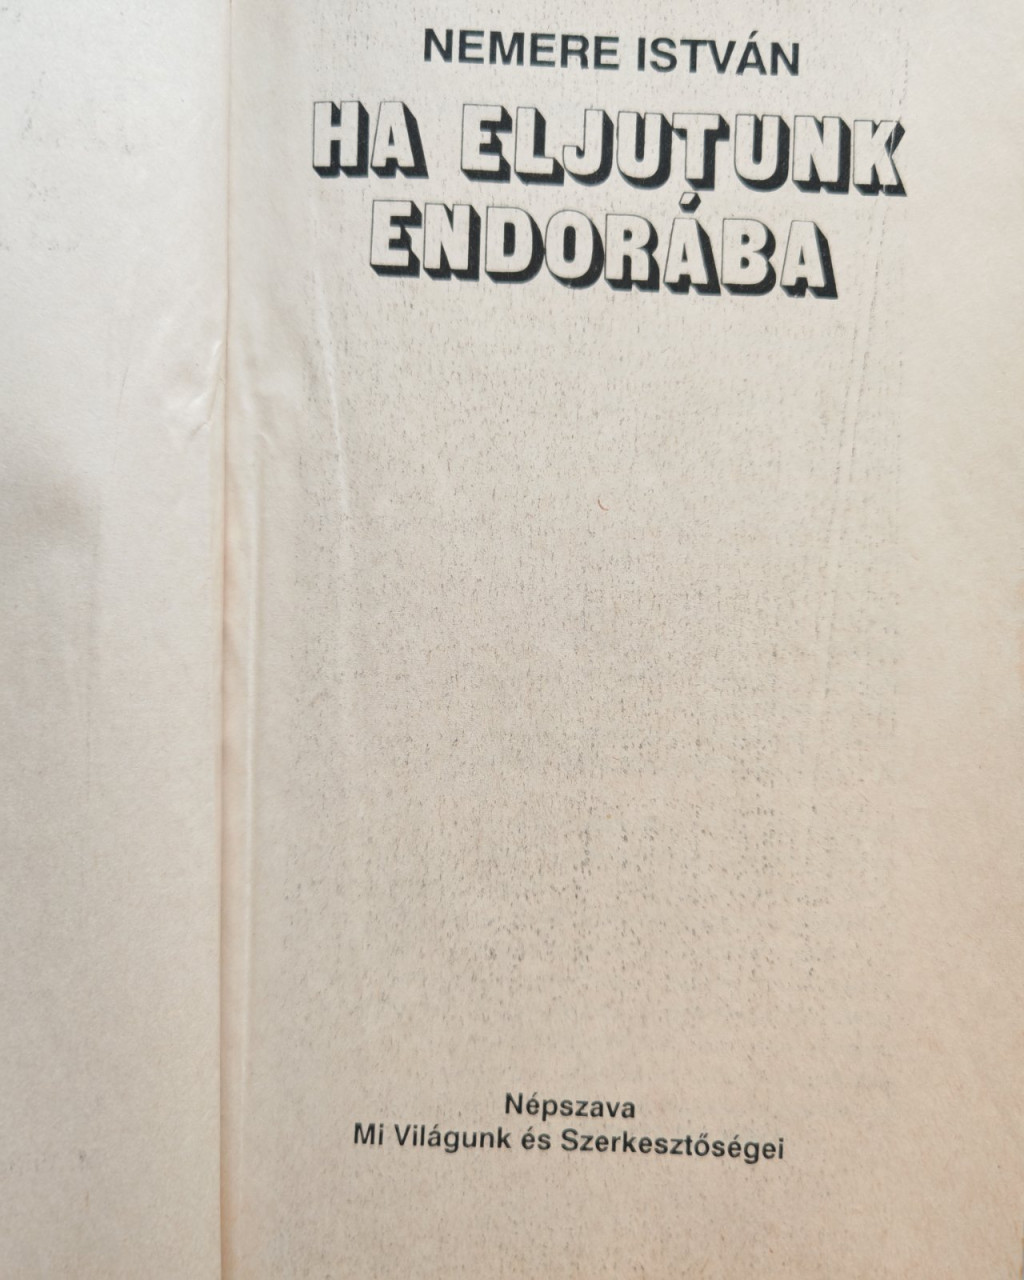 NEMERE ISTVÁN
HA ELJUTUNK
ENDORÁBA
Népszava
Mi Világunk és Szerkesztőségei